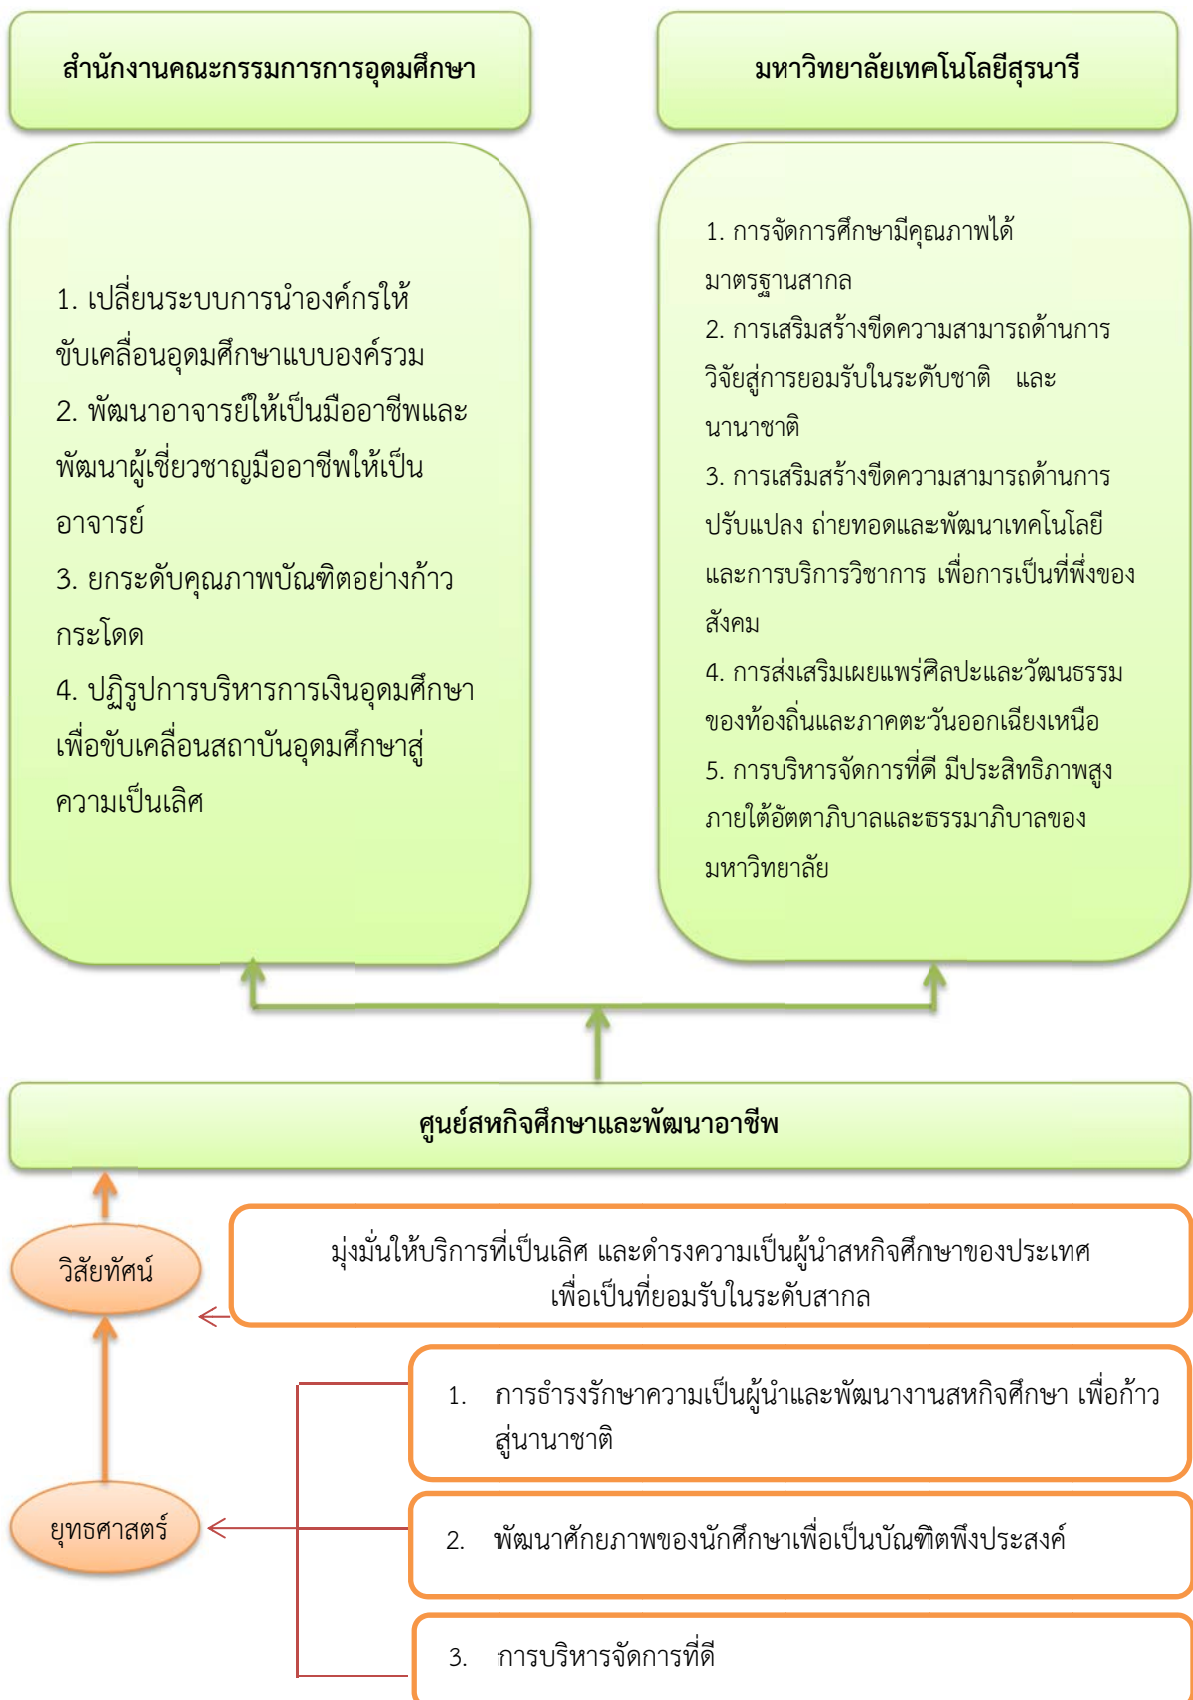 สำนักงานคณะกรรมการการอุดมศึกษา
มหาวิทยาลัยเทคโนโลยีสุรนารี
1. เปลี่ยนระบบการนำองค์กรให้
ขับเคลื่อนอุดมศึกษาแบบองค์รวม
2. พัฒนาอาจารย์ให้เป็นมืออาชีพและ
พัฒนาผู้เชี่ยวชาญมืออาชีพให้เป็น
อาจารย์
3. ยกระดับคุณภาพบัณฑิตอย่างก้าว
กระโดด
4. ปฏิรูปการบริหารการเงินอุดมศึกษา
เพื่อขับเคลื่อนสถาบันอุดมศึกษาสู่
ความเป็นเลิศ
1. การจัดการศึกษามีคุณภาพได้
มาตรฐานสากล
2. การเสริมสร้างขีดความสามารถด้านการ
วิจัยสู่การยอมรับในระดับชาติ และ
นานาชาติ
3. การเสริมสร้างขีดความสามารถด้านการ
ปรับแปลง ถ่ายทอดและพัฒนาเทคโนโลยี
และการบริการวิชาการ เพื่อการเป็นที่พึ่งของ
สังคม
4. การส่งเสริมเผยแพร่ศิลปะและวัฒนธรรม
ของท้องถิ่นและภาคตะวันออกเฉียงเหนือ
5. การบริหารจัดการที่ดี มีประสิทธิภาพสูง
ภายใต้อัตตาภิบาลและธรรมาภิบาลของ
มหาวิทยาลัย
ศูนย์สหกิจศึกษาและพัฒนาอาชีพ
วิสัยทัศน์
มุ่งมั่นให้บริการที่เป็นเลิศ และดำรงความเป็นผู้นำสหกิจศึกษาของประเทศ
เพื่อเป็นที่ยอมรับในระดับสากล
1. การธำรงรักษาความเป็นผู้นำและพัฒนางานสหกิจศึกษา เพื่อก้าว
สู่นานาชาติ
ยุทธศาสตร์
2. พัฒนาศักยภาพของนักศึกษาเพื่อเป็นบัณฑิตพึงประสงค์
3. การบริหารจัดการที่ดี